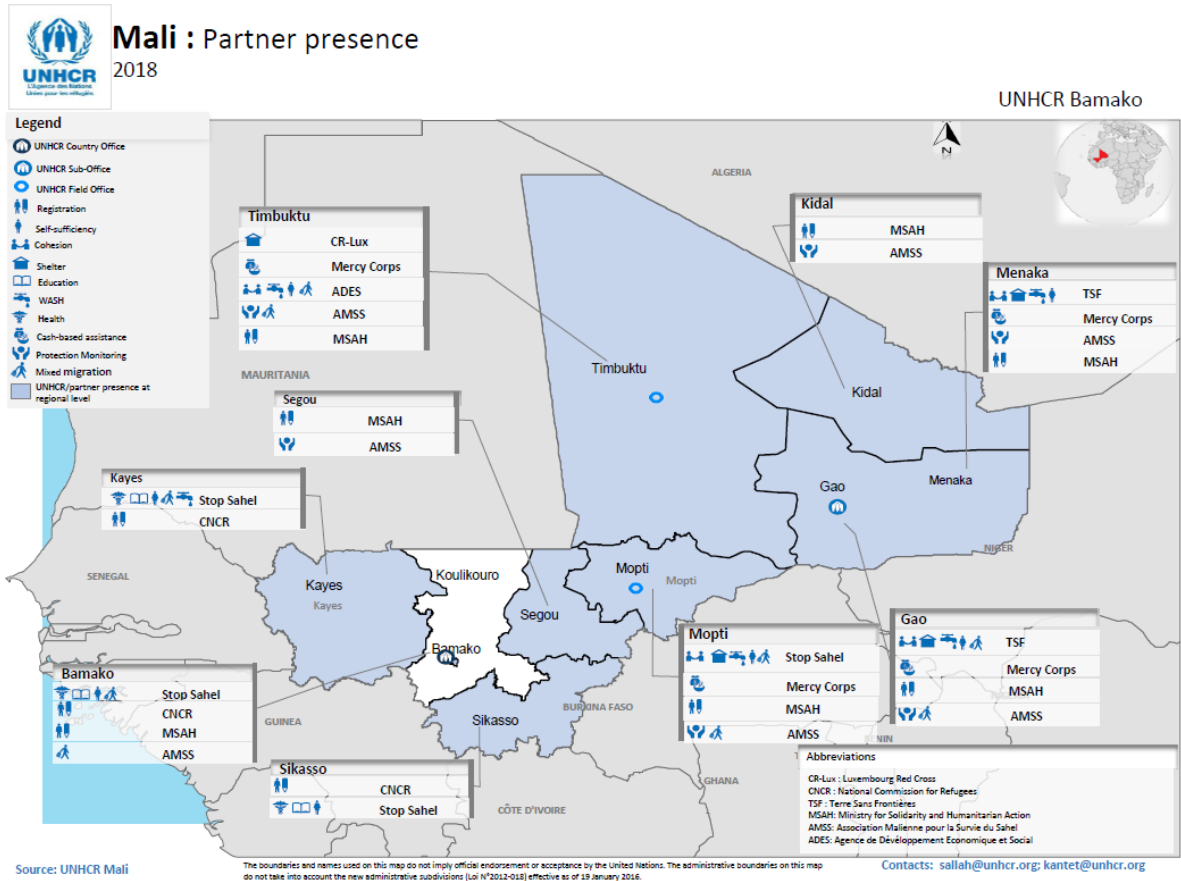 Mali : Partner presence
2018
UNHCR
L'Agence des Nations
Unies pour les réfugiés
UNHCR Bamako
Legend
UNHCR Country Office
UNHCR Sub-Office
UNHCR Field Office
Registration
Self-sufficiency
Cohesion
Shelter
Education
WASH
Health
Cash-based assistance
Protection Monitoring
Mixed migration
UNHCR/partner presence at
regional level
N
ALGERIA
Timbuktu
CR-Lux
Mercy Corps
ADES
AMSS
MSAH
Kidal
MSAH
AMSS
Menaka
TSF
Mercy Corps
AMSS
MSAH
MAURITANIA
Timbuktu
Kidal
Segou
MSAH
AMSS
Kayes
Stop Sahel
CNCR
Gao
Menaka
NIGER
SENEGAL
Kayes
Kayes
Koulikouro
Mopti
Mopti
Segou
Bamako
Bamako
Stop Sahel
CNCR
MSAH
AMSS
GUINEA
Sikasso
BURKINA FASO
Mopti
Stop Sahel
Mercy Corps
MSAH
AMSS
Gao
TSF
Mercy Corps
MSAH
AMSS
Sikasso
CNCR
Stop Sahel
CÔTE D'IVOIRE
GHANA
ENIN
Abbreviations
CR-Lux : Luxembourg Red Cross
CNCR : National Commission for Refugees
TSF : Terre Sans Frontières
MSAH: Ministry for Solidarity and Humanitarian Action
AMSS: Association Malienne pour la Survie du Sahel
ADES: Agence de Dévéloppement Economique et Social
Source: UNHCR Mali
The boundaries and names used on this map do not imply official endorsement or acceptance by the United Nations. The administrative boundaries on this map
do not take into account the new administrative subdivisions (Loi N°2012-018) effective as of 19 January 2016.
Contacts: sallah@unhcr.org; kantet@unhcr.org